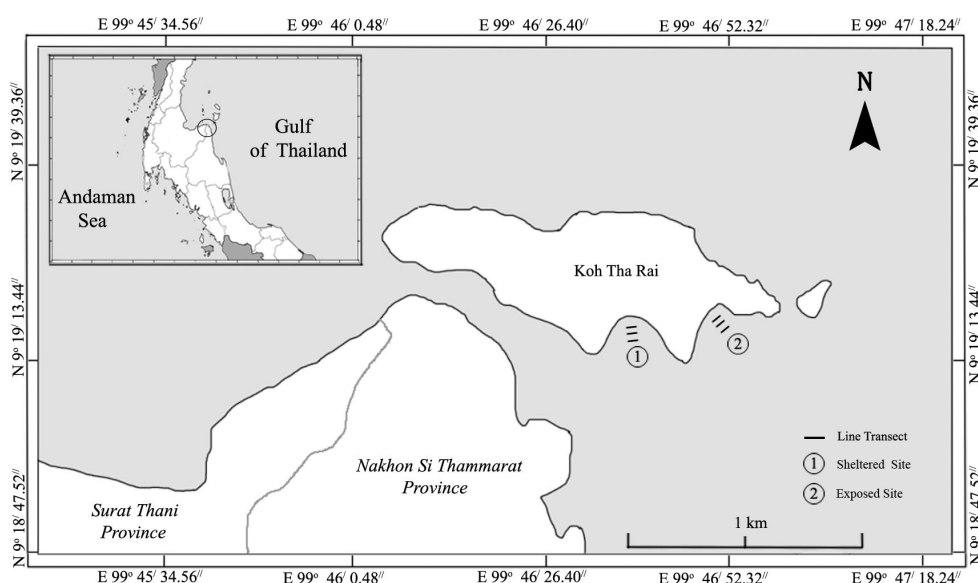 E 99° 45′ 34.56″ E 99° 46′ 0.48″ E 99° 46′ 26.40″ E 99° 46′ 52.32″ E 99° 47′ 18.24″
N 9° 19′ 39.36″
N 9° 19′ 13.44″
N 9° 18′ 47.52″
Gulf
of Thailand
Andaman
Sea
N
N 9° 19′ 39.36″
N 9° 19′ 13.44″
N 9° 18′ 47.52″
Koh Tha Rai
1
2
Nakhon Si Thammarat
Province
Surat Thani
Province
Line Transect
1 Sheltered Site
2 Exposed Site
1 km
E 99° 45′ 34.56″ E 99° 46′ 0.48″ E 99° 46′ 26.40″ E 99° 46′ 52.32″ E 99° 47′ 18.24″